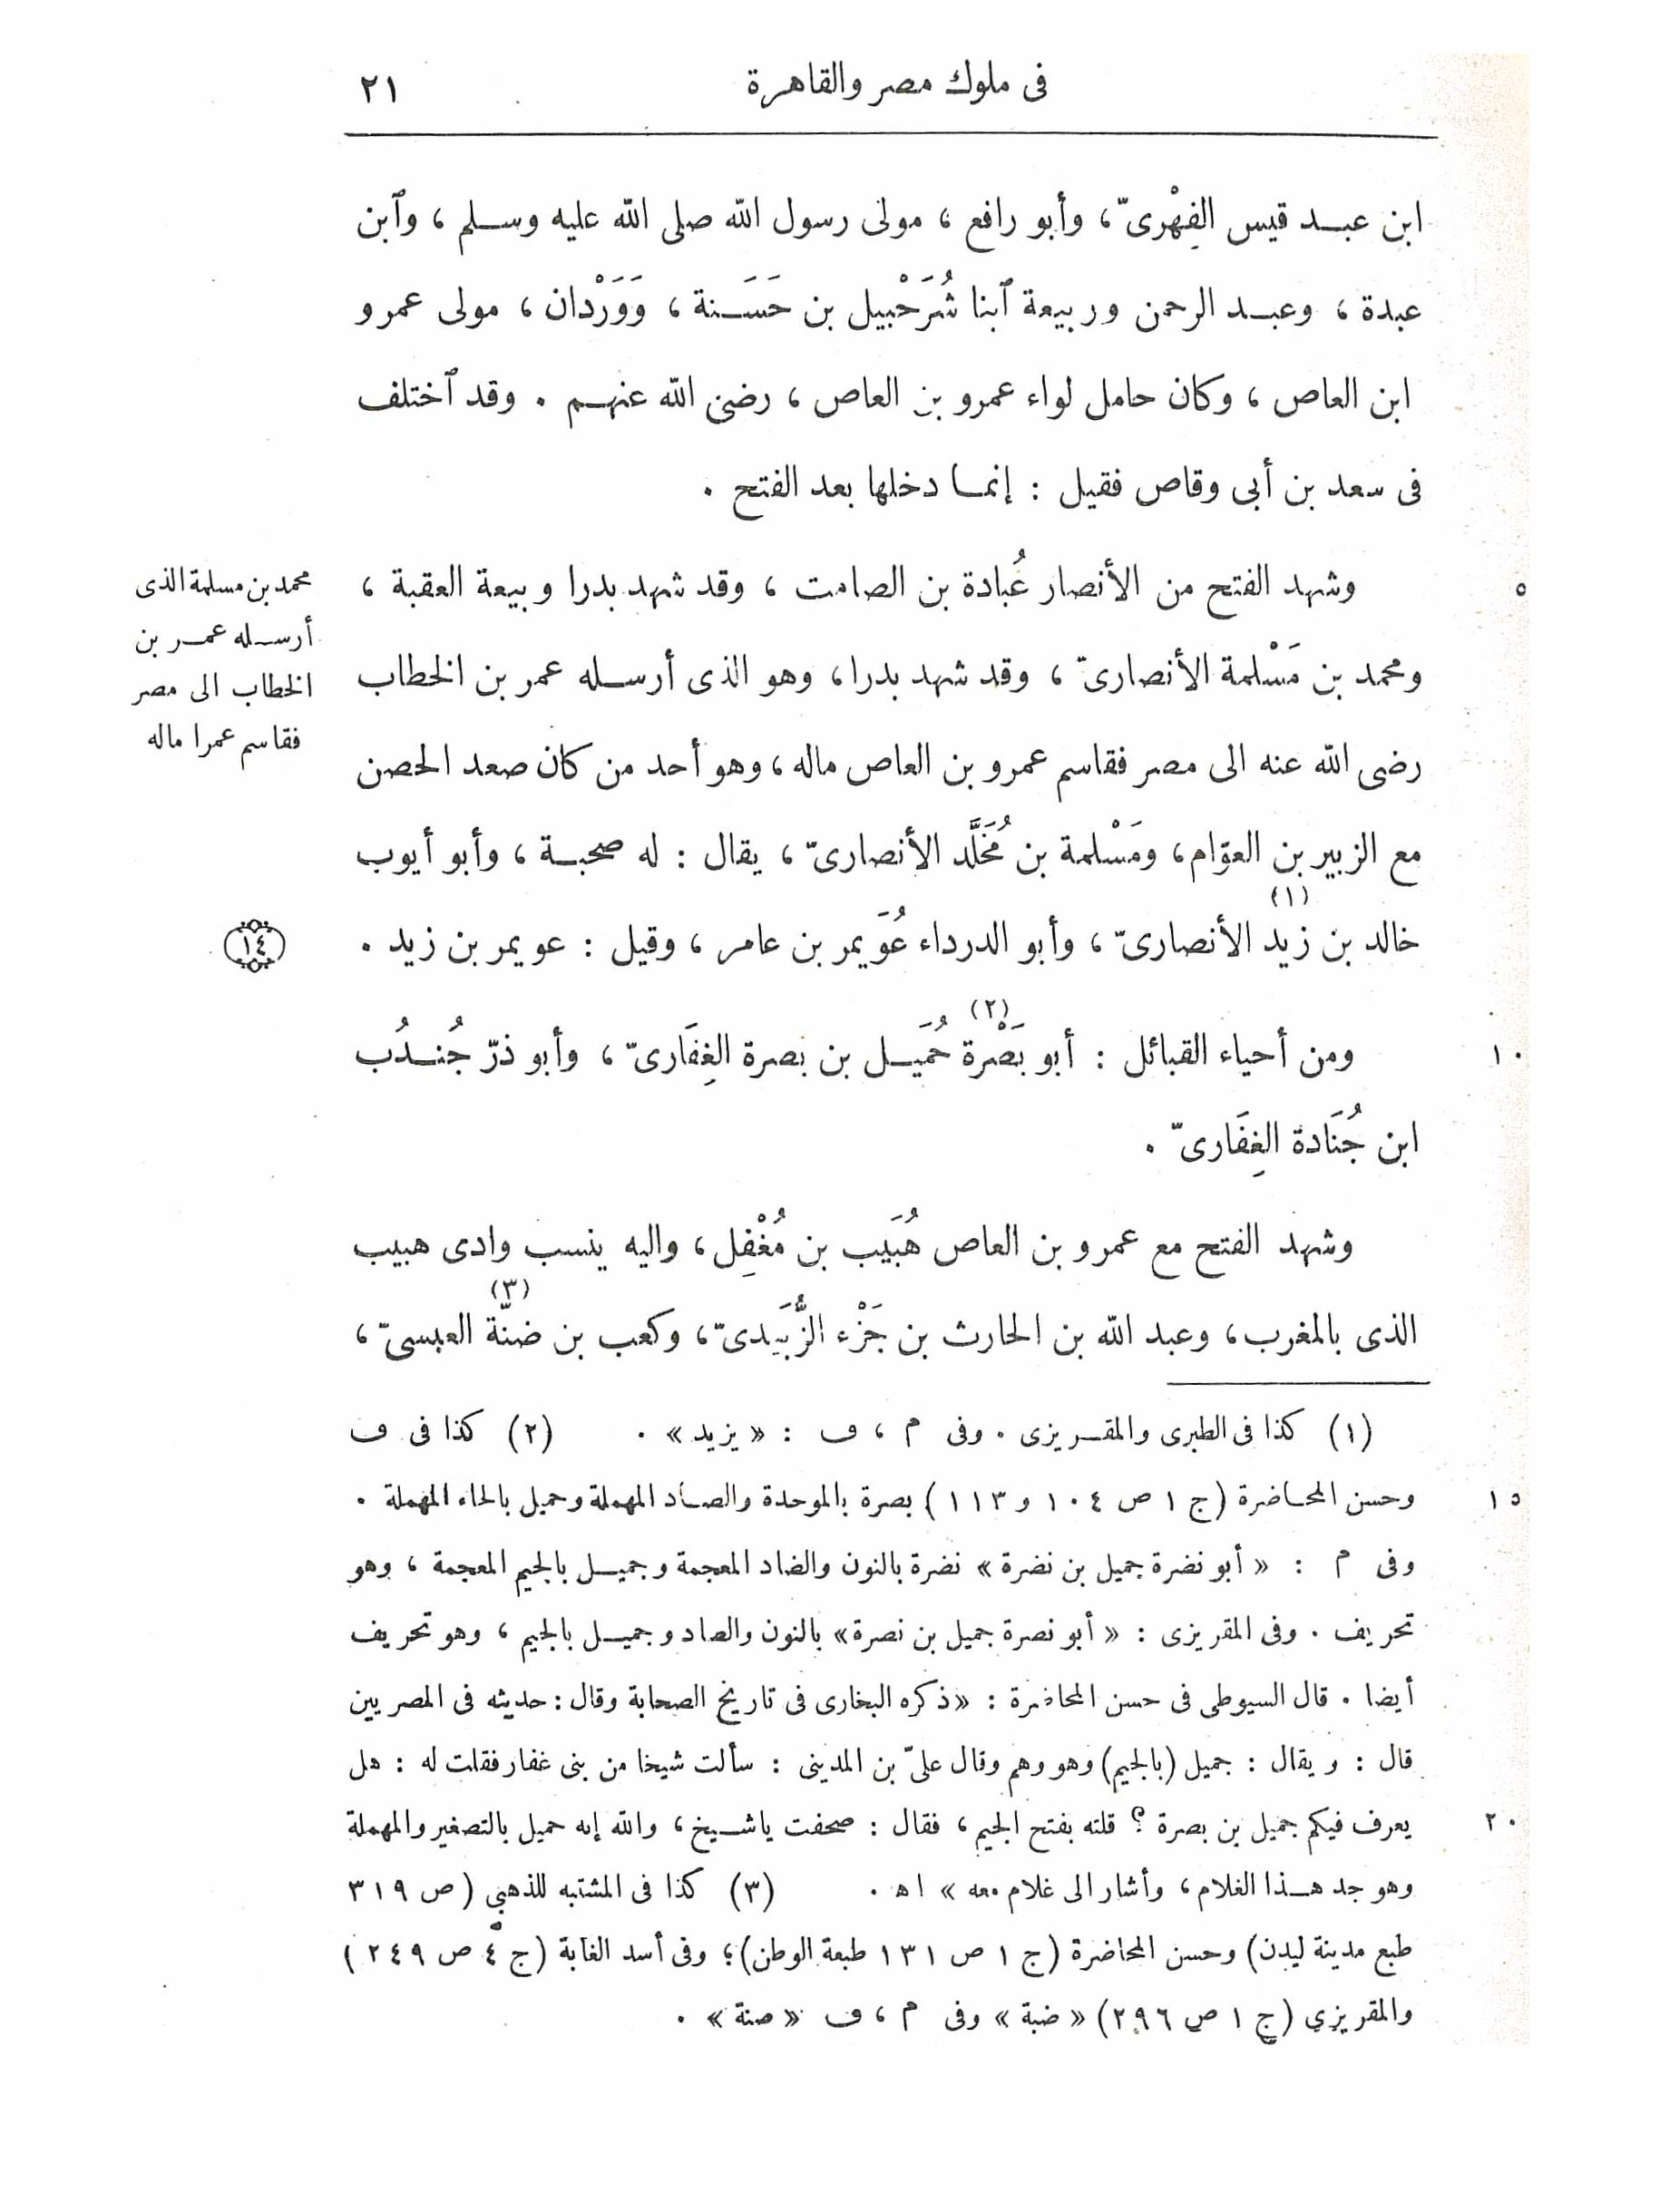 فى ملوك مصر والقاهرة
٢١
ابن عبد قيس الفِهْرىّ، وأبو رافع، مولى رسول الله صلى الله عليه وسلم، وٱبن
عبدة، وعبد الرحمن وربيعة ٱبنا شُرَحْبيل بن حَسَنة، وَوَرْدان، مولى عمرو
ابن العاص، وكان حامل لواء عمرو بن العاص، رضى الله عنهم. وقد ٱختلف
فى سعد بن أبى وقاص فقيل : إنما دخلها بعد الفتح.
٥
وشهد الفتح من الأنصار عُبادة بن الصامت، وقد شهد بدرا وبيعة العقبة،
ومحمد بن مَسْلمة الأنصارىّ، وقد شهد بدرا، وهو الذى أرسله عمر بن الخطاب
رضى الله عنه الى مصر فقاسم عمرو بن العاص ماله، وهو أحد من كان صعد الحصن
مع الزبير بن العوّام، ومَسْلمة بن مُخَلَّد الأنصارىّ، يقال : له صحبة، وأبو أيوب
خالد بن زيد (١) الأنصارىّ، وأبو الدرداء عُوَيمر بن عامر، وقيل : عويمر بن زيد.
محمد بن مسلمة الذى
أرسله عمر بن
الخطاب الى مصر
فقاسم عمرا ماله
١٤
١٠
ومن أحياء القبائل : أبو بَصْرة (٢) حُمَيل بن بصرة الغِفَارىّ، وأبو ذرّ جُندُب
ابن جُنَادة الغِفَارىّ.
وشهد الفتح مع عمرو بن العاص هُبَيب بن مُغْفِل، واليه ينسب وادى هبيب
الذى بالمغرب، وعبد الله بن الحارث بن جَزْء الزُّبَيدىّ، وكعب بن ضنّة (٣) العبسىّ،
(١) كذا فى الطبرى والمقريزى. وفى م، ف : « يزيد ». (٢) كذا فى ف
١٥
وحسن المحاضرة (ج ١ ص ١٠٤ و ١١٣) بصرة بالموحدة والصاد المهملة وحميل بالحاء المهملة.
وفى م : « أبو نضرة جميل بن نضرة » نضرة بالنون والضاد المعجمة وجميل بالجيم المعجمة، وهو
تحريف. وفى المقريزى : « أبو نصرة جميل بن نصرة» بالنون والصاد وجميل بالجيم، وهو تحريف
أيضا. قال السيوطى فى حسن المحاضرة : «ذكره البخارى فى تاريخ الصحابة وقال: حديثه فى المصريين
قال : ويقال : جميل (بالجيم) وهو وهم وقال علىّ بن المدينى : سألت شيخا من بنى غفار فقلت له : هل
٢٠
يعرف فيكم جميل بن بصرة ؟ قلته بفتح الجيم، فقال : صحفت ياشيخ، والله إنه حميل بالتصغير والمهملة
وهو جد هذا الغلام، وأشار الى غلام معه » اه. (٣) كذا فى المشتبه للذهبي (ص ٣١٩
طبع مدينة ليدن) وحسن المحاضرة (ج ١ ص ١٣١ طبعة الوطن)؛ وفى أسد الغابة (ج ٤ ص ٢٤٩)
والمقريزي (ج ١ ص ٢٩٦) « ضبة » وفى م، ف « صنة ».